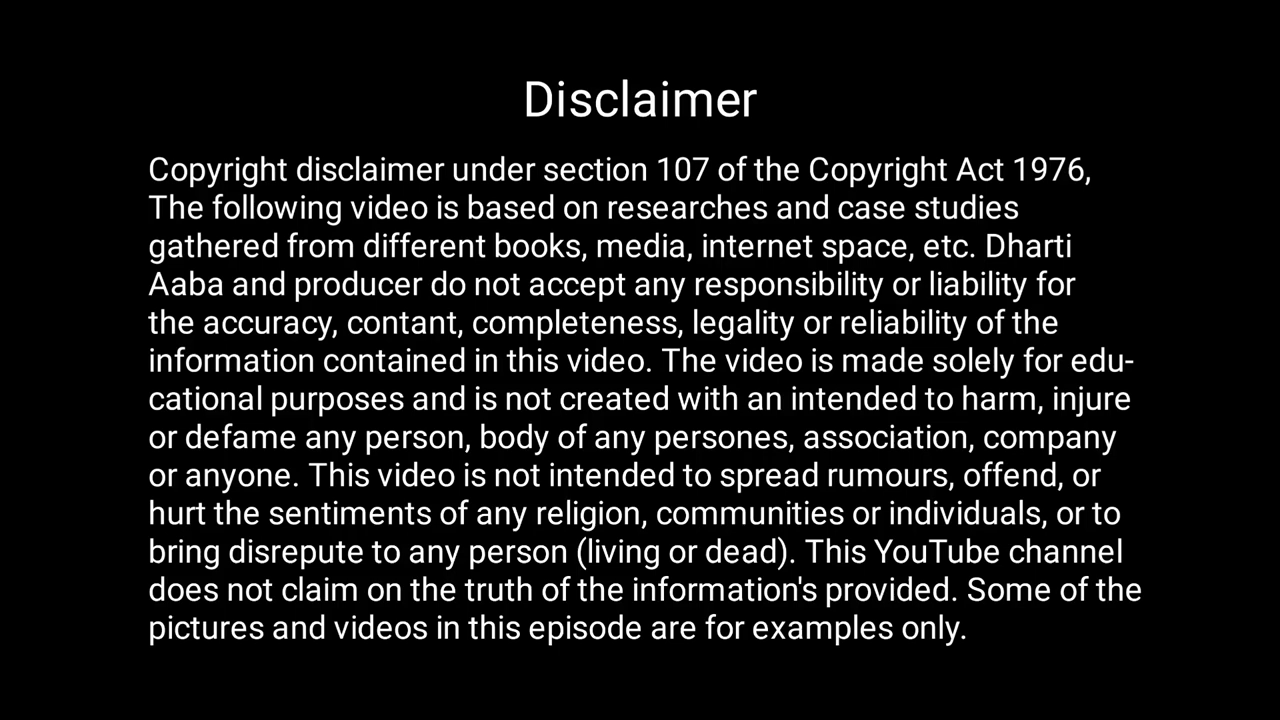 Disclaimer
Copyright disclaimer under section 107 of the Copyright Act 1976,
The following video is based on researches and case studies
gathered from different books, media, internet space, etc. Dharti
Aaba and producer do not accept any responsibility or liability for
the accuracy, contant, completeness, legality or reliability of the
information contained in this video. The video is made solely for edu-
cational purposes and is not created with an intended to harm, injure
or defame any person, body of any persones, association, company
or anyone. This video is not intended to spread rumours, offend, or
hurt the sentiments of any religion, communities or individuals, or to
bring disrepute to any person (living or dead). This YouTube channel
does not claim on the truth of the information's provided. Some of the
pictures and videos in this episode are for examples only.